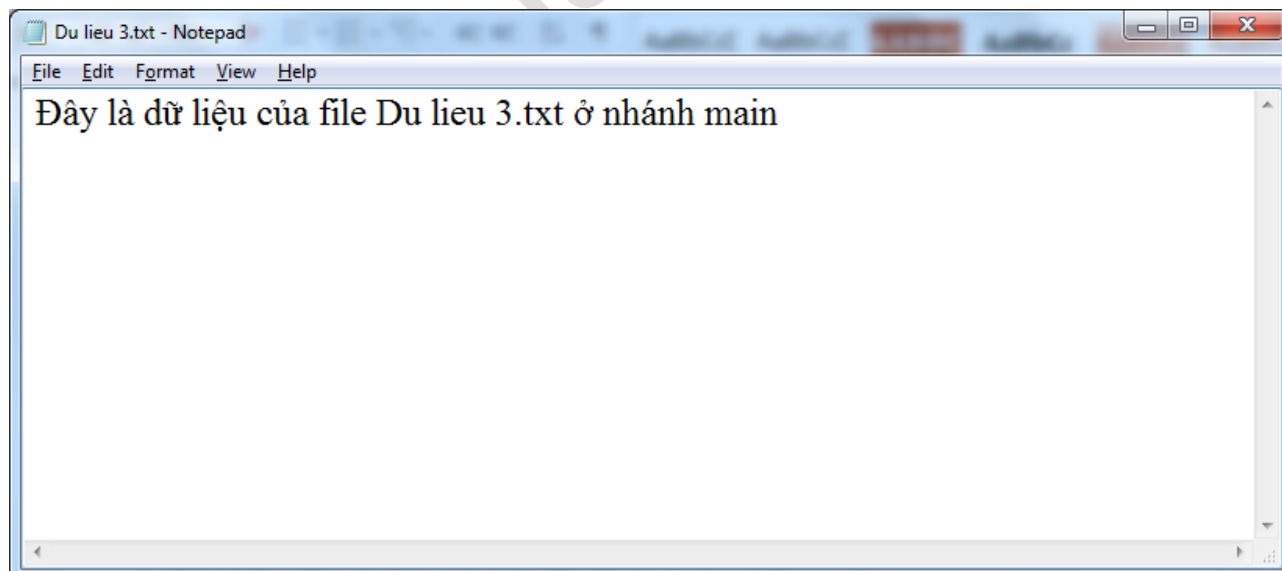 Du lieu 3.txt - Notepad
File Edit Format View Help
Đây là dữ liệu của file Du lieu 3.txt ở nhánh main